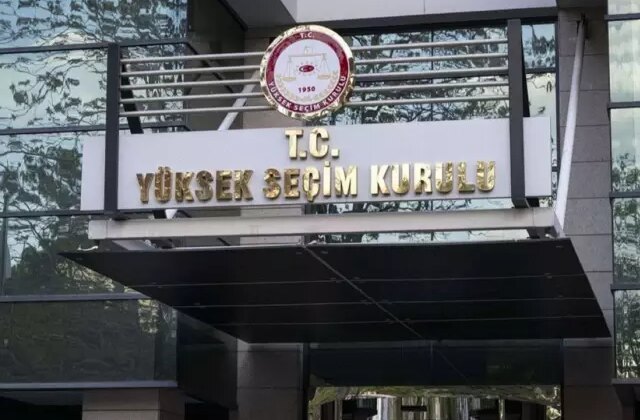 T.C.
1950
YÜKSEK SEÇİM KURULU
T.C.
YÜKSEK SEÇİM KURULU